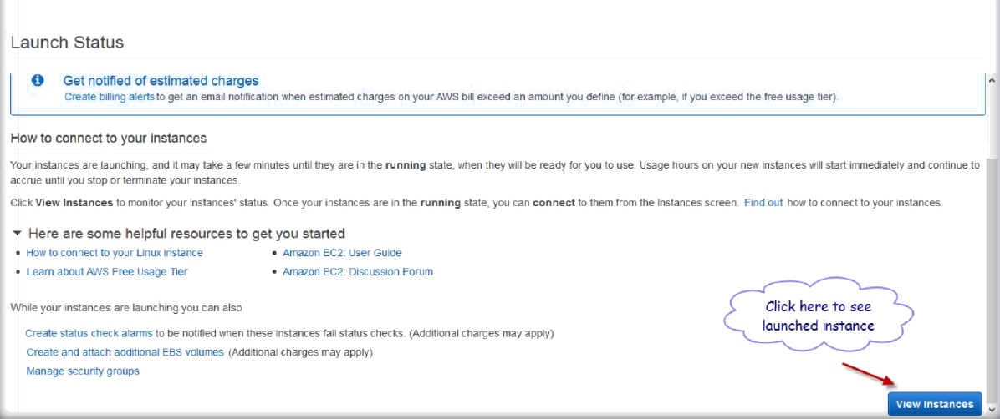 Launch Status
Get notified of estimated charges
Create billing alerts to get an email notification when estimated charges on your AWS bill exceed an amount you define (for example, if you exceed the free usage tier).
How to connect to your instances
Your instances are launching, and it may take a few minutes until they are in the running state, when they will be ready for you to use. Usage hours on your new instances will start immediately and continue to
accrue until you stop or terminate your instances.
Click View Instances to monitor your instances' status. Once your instances are in the running state, you can connect to them from the Instances screen. Find out how to connect to your instances.
Here are some helpful resources to get you started
• How to connect to your Linux instance • Amazon EC2: User Guide
• Learn about AWS Free Usage Tier • Amazon EC2: Discussion Forum
While your instances are launching you can also
Create status check alarms to be notified when these instances fail status checks. (Additional charges may apply)
Create and attach additional EBS volumes (Additional charges may apply)
Manage security groups
Click here to see
launched instance
View Instances